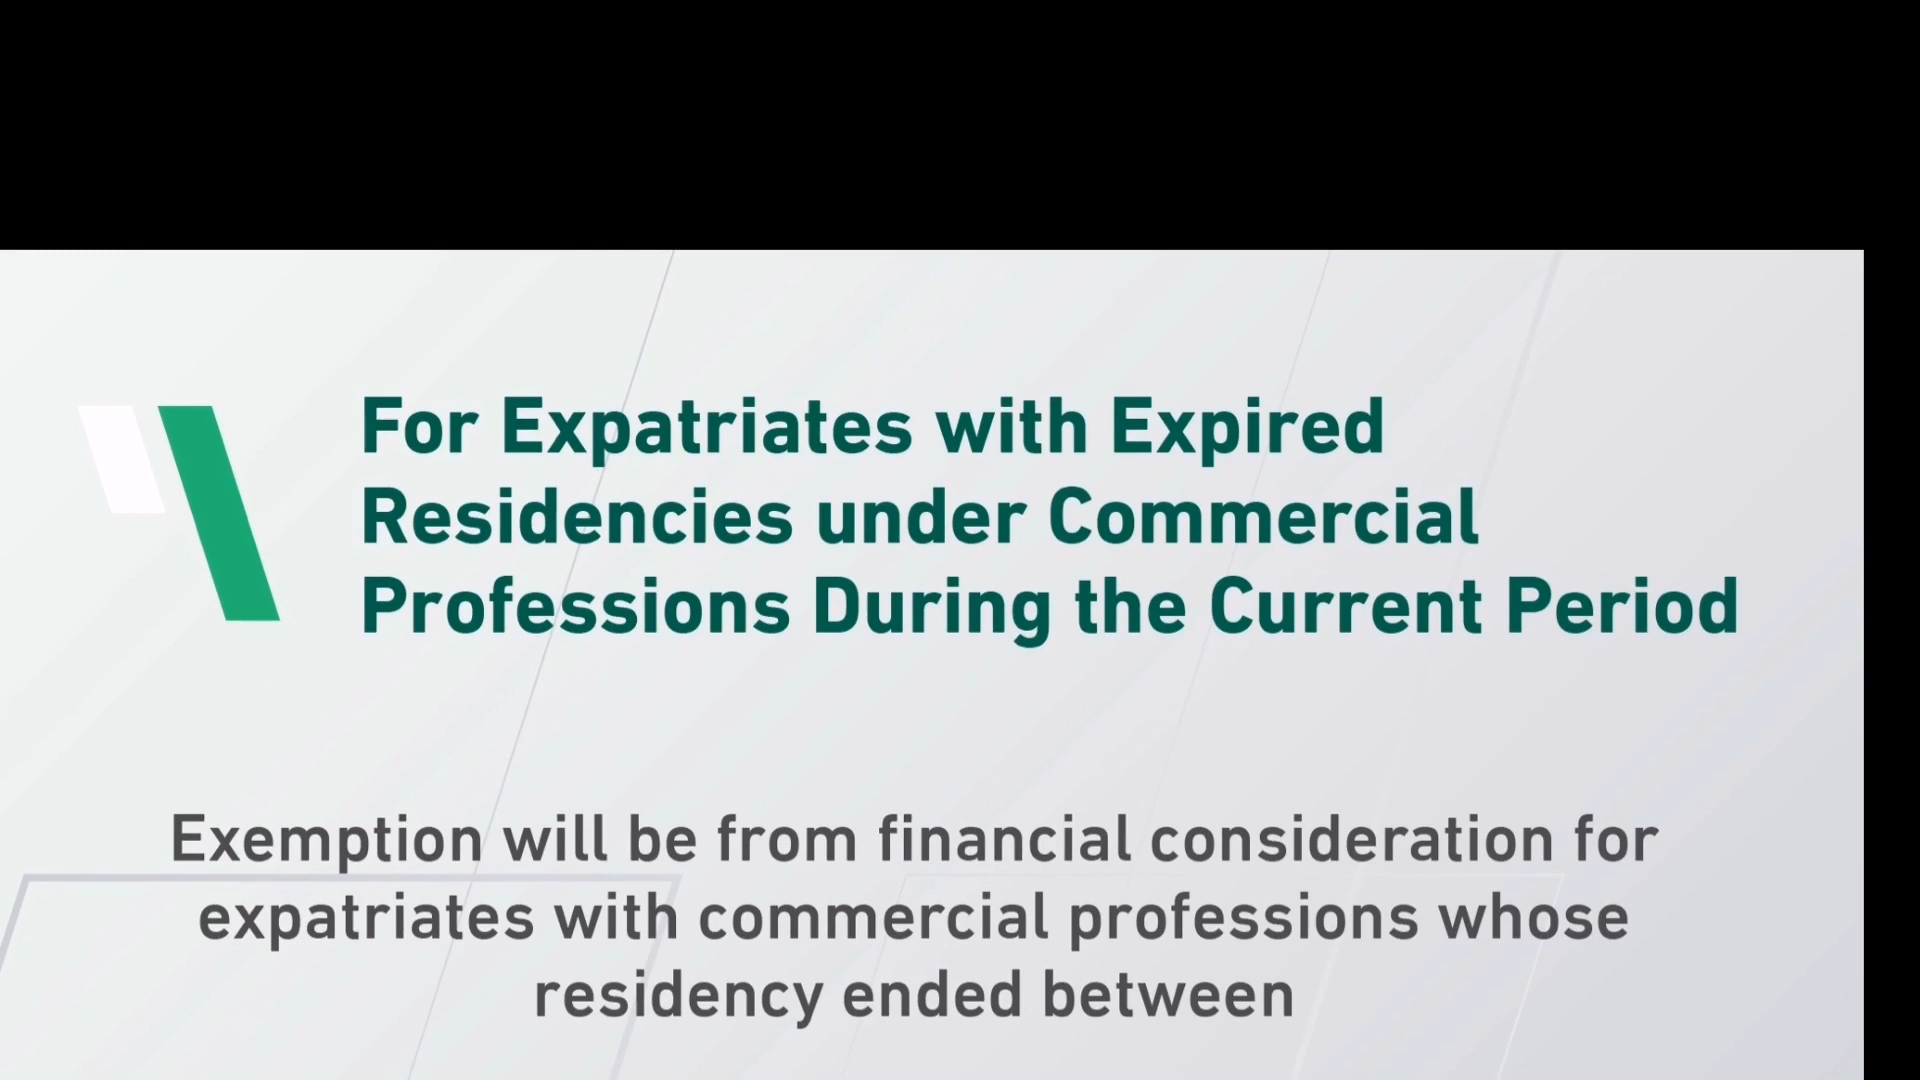 For Expatriates with Expired
Residencies under Commercial
Professions During the Current Period
Exemption will be from financial consideration for
expatriates with commercial professions whose
residency ended between